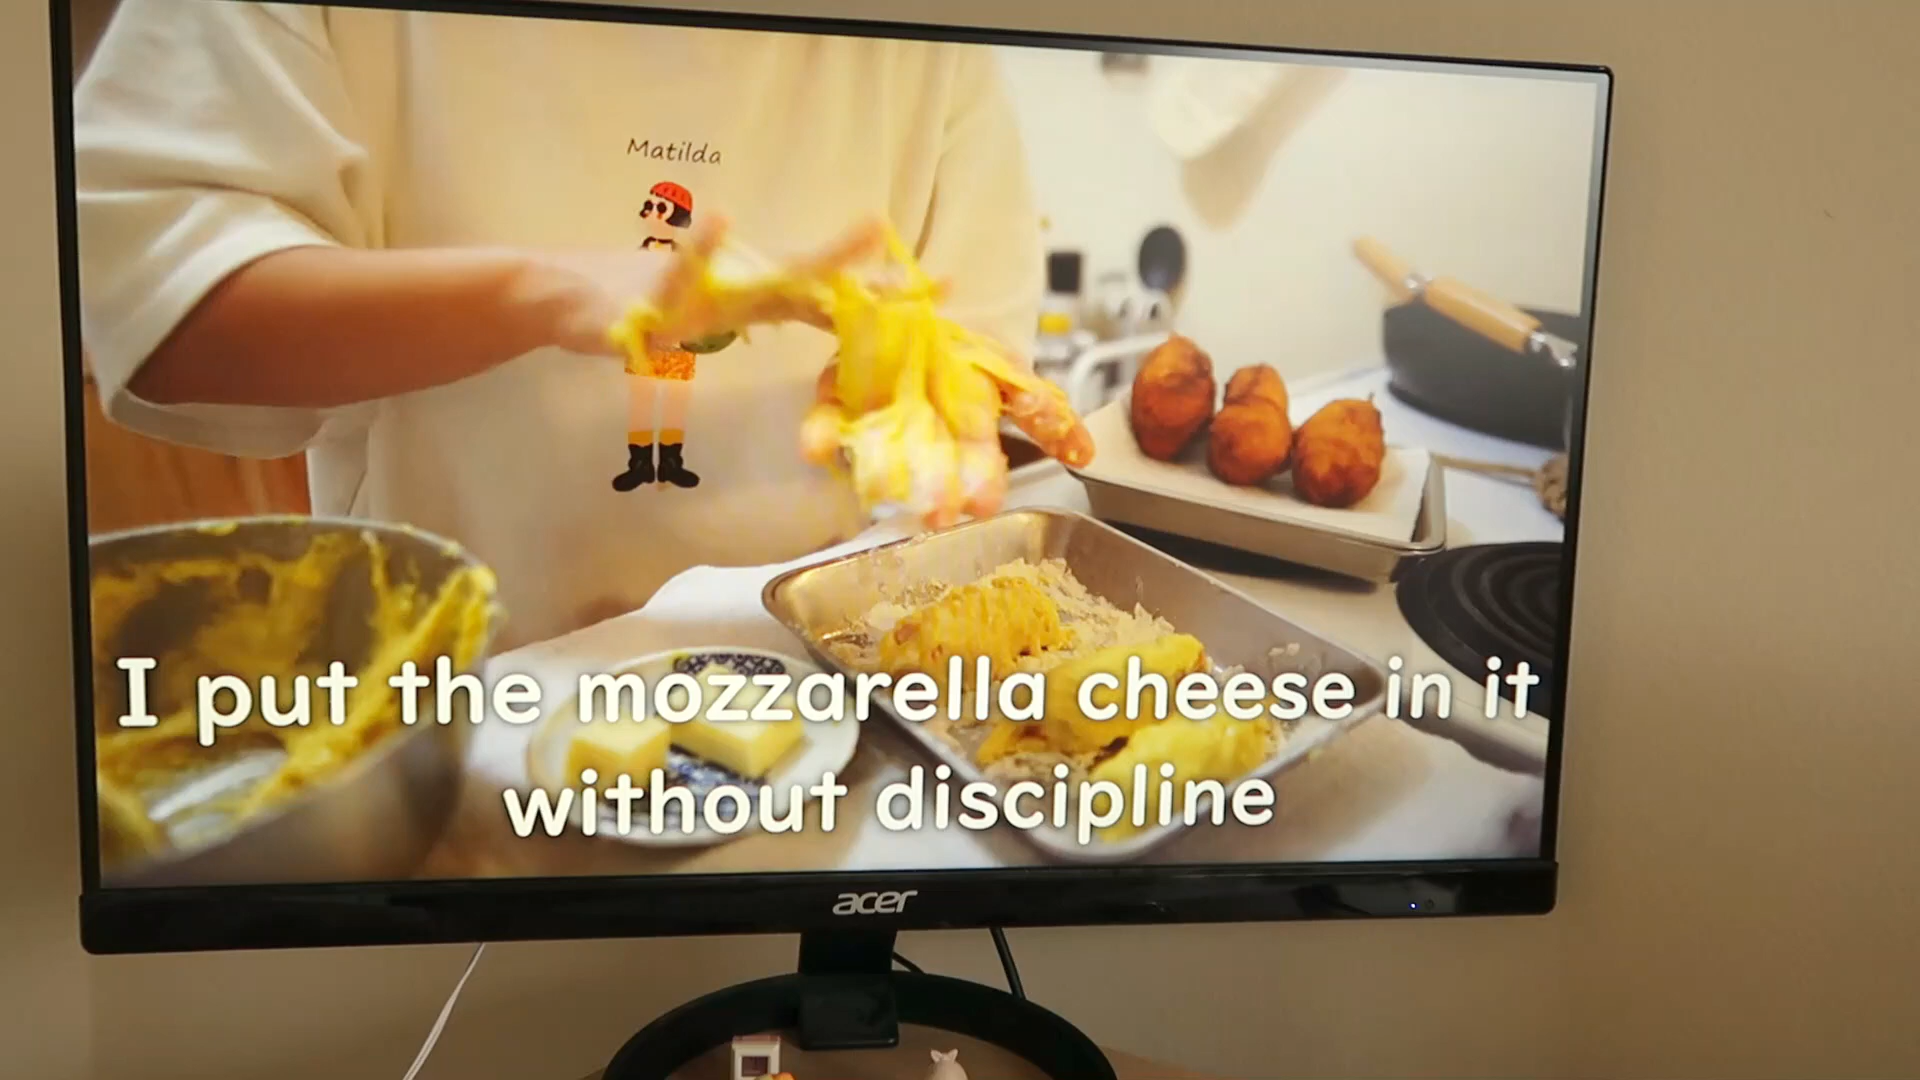 Matilda
I put the mozzarella cheese in it
without discipline
acer